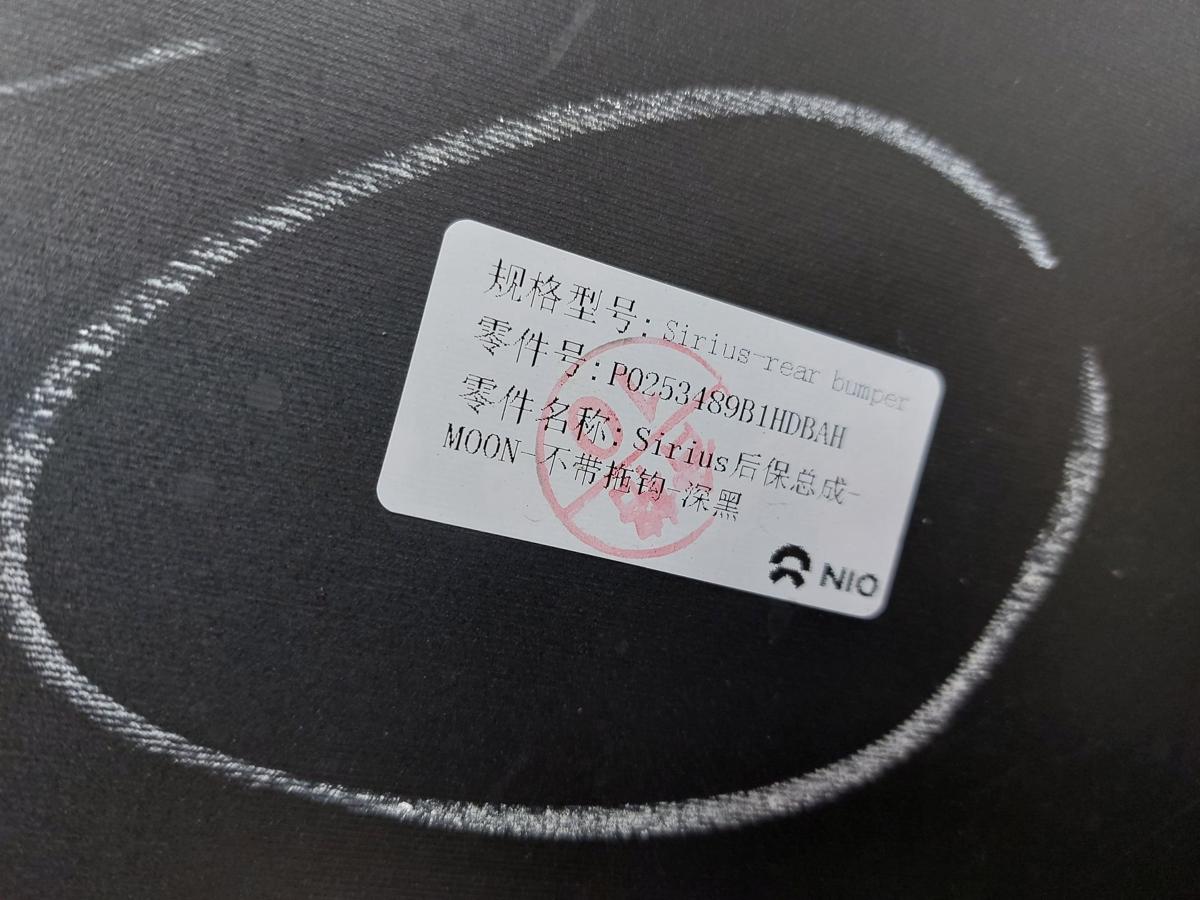 规格型号：Sirius-rear bumper
零件号：P0253489B1HDBAH
零件名称：Sirius后保总成-
MOON-不带拖钩-深黑
NIO